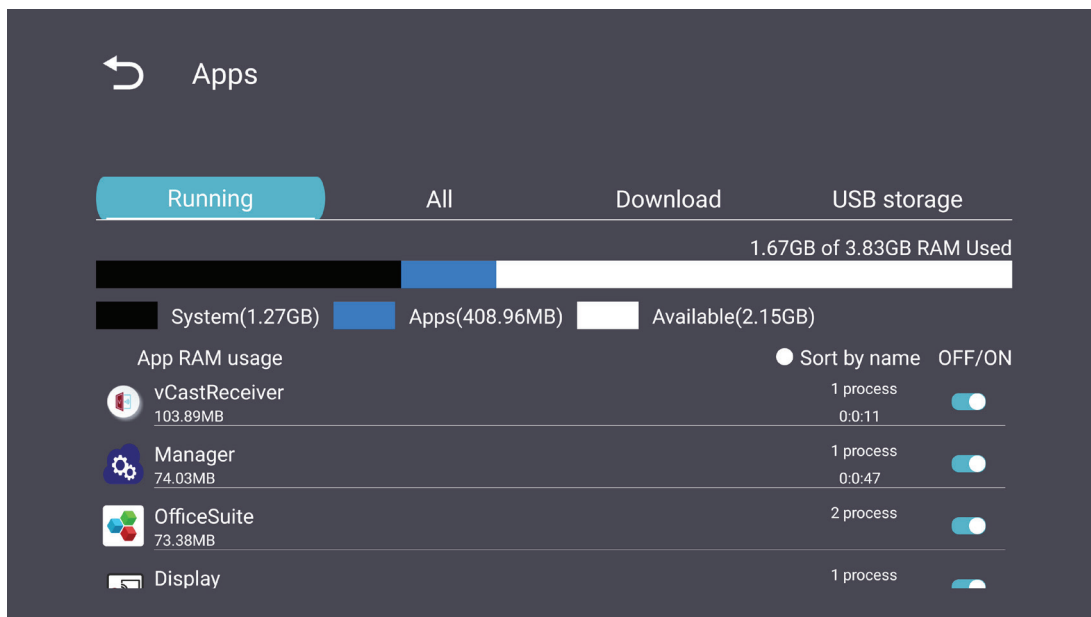 Apps
Running All Download USB storage
1.67GB of 3.83GB RAM Used
System(1.27GB) Apps(408.96MB) Available(2.15GB)
App RAM usage Sort by name OFF/ON
vCastReceiver 1 process
103.89MB 0:0:11
Manager 1 process
74.03MB 0:0:47
OfficeSuite 2 process
73.38MB
Display 1 process